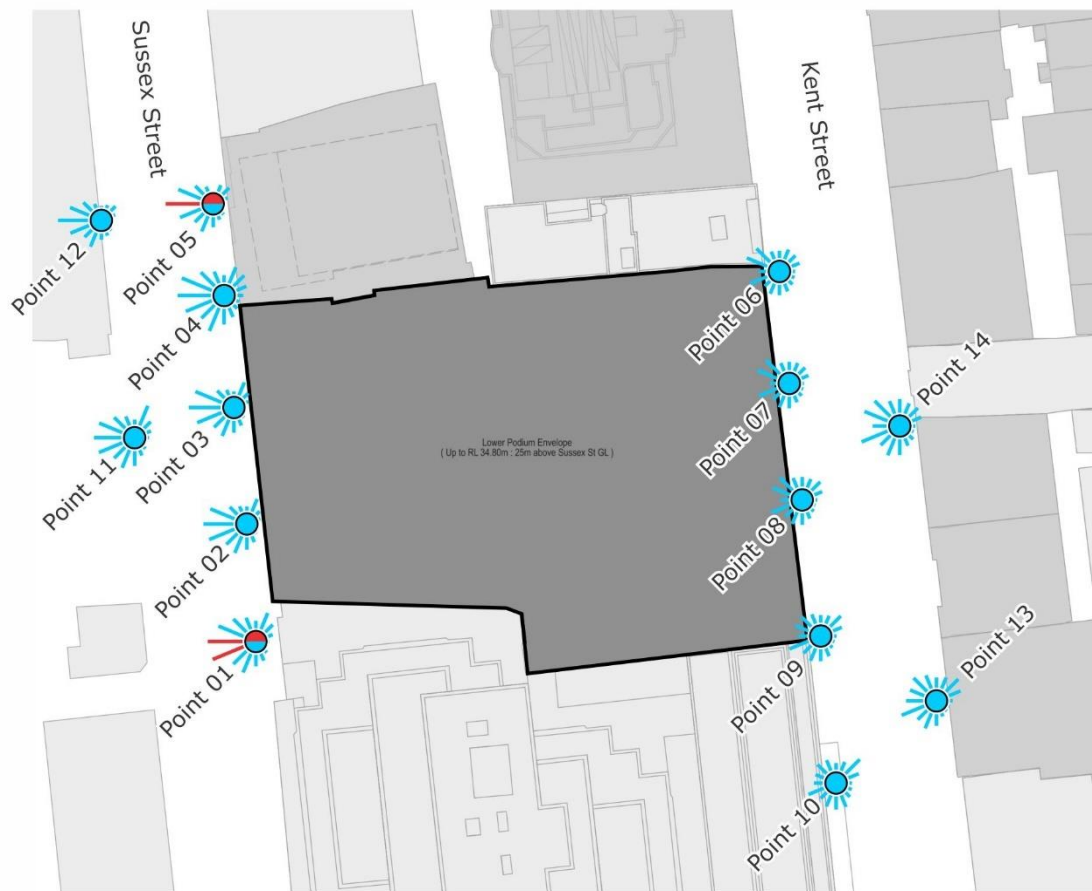 Sussex Street
Kent Street
Point 12
Point 05
Point 04
Point 06
Point 14
Point 03
Point 07
Point 11
Lower Podium Envelope
( Up to RL 34.80m : 25m above Sussex St GL )
Point 02
Point 08
Point 01
Point 09
Point 13
Point 10